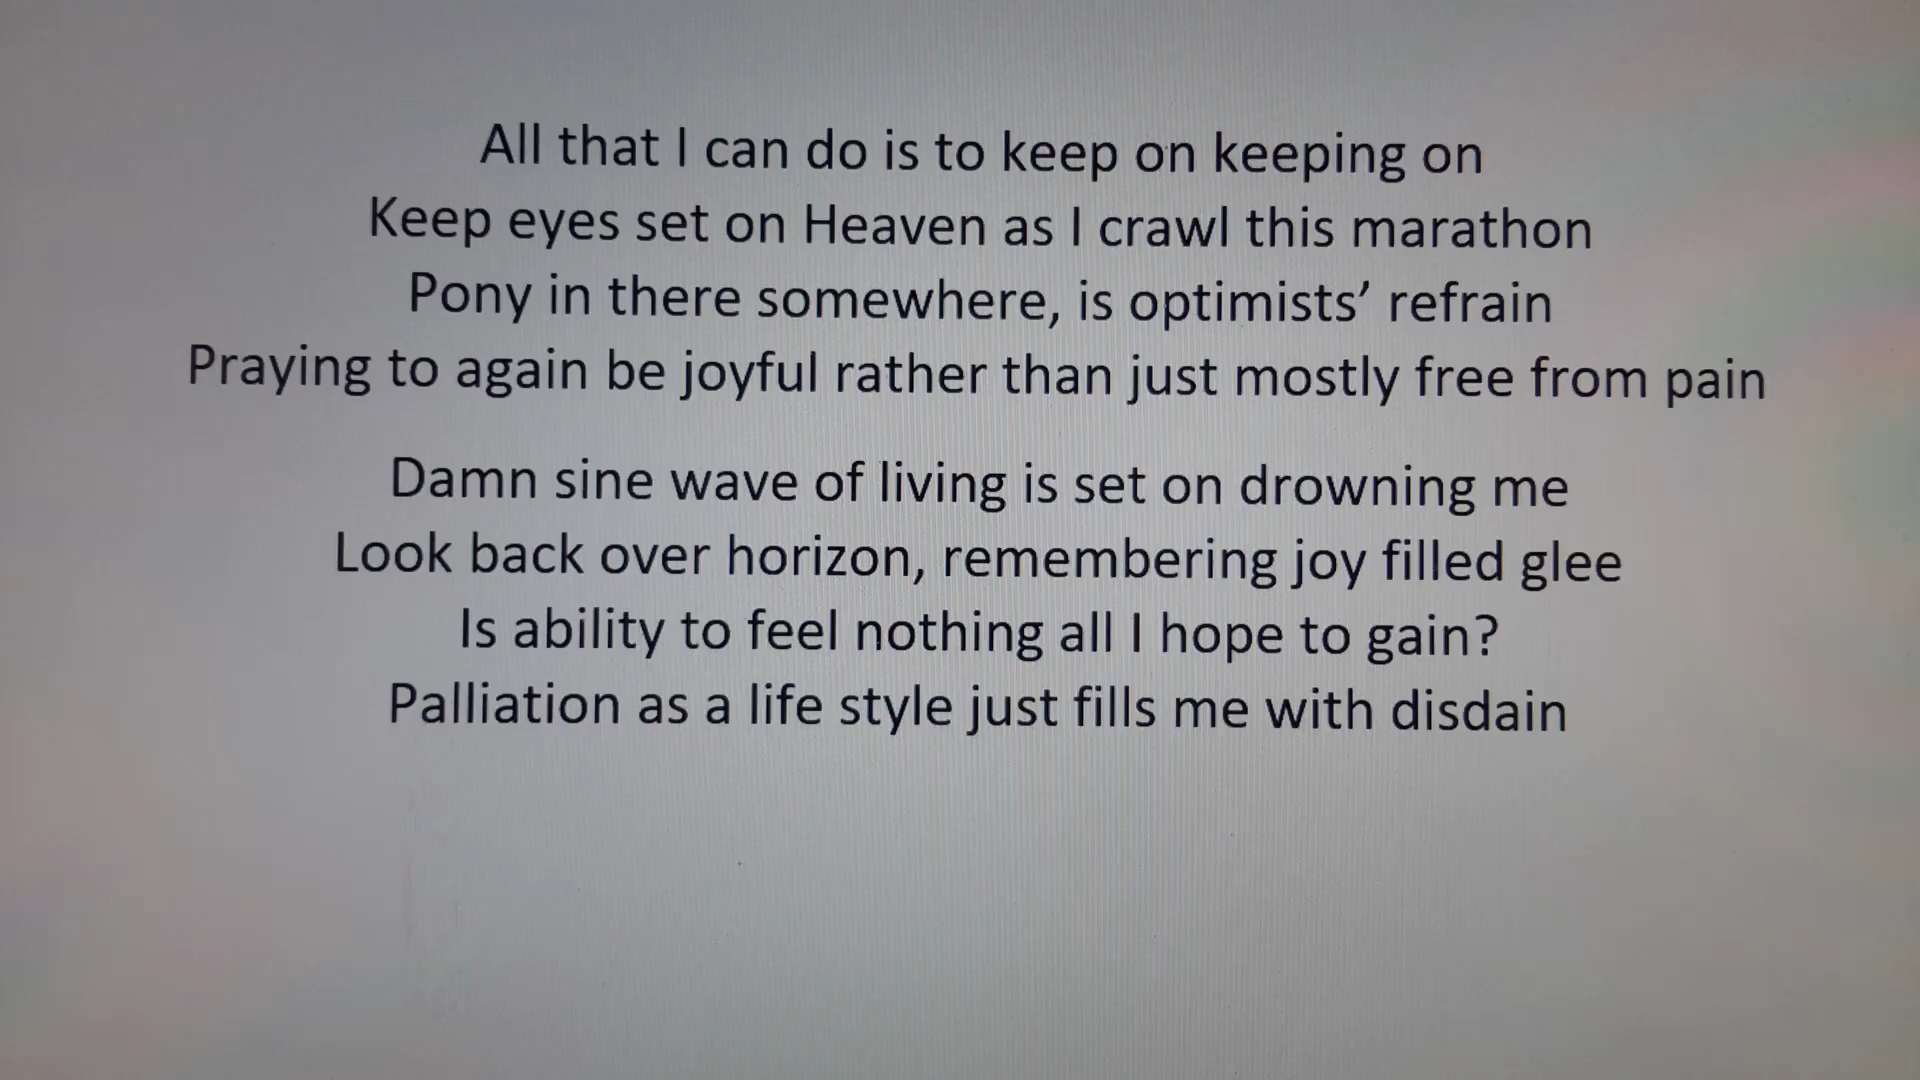 All that I can do is to keep on keeping on
Keep eyes set on Heaven as I crawl this marathon
Pony in there somewhere, is optimists’ refrain
Praying to again be joyful rather than just mostly free from pain
Damn sine wave of living is set on drowning me
Look back over horizon, remembering joy filled glee
Is ability to feel nothing all I hope to gain?
Palliation as a life style just fills me with disdain